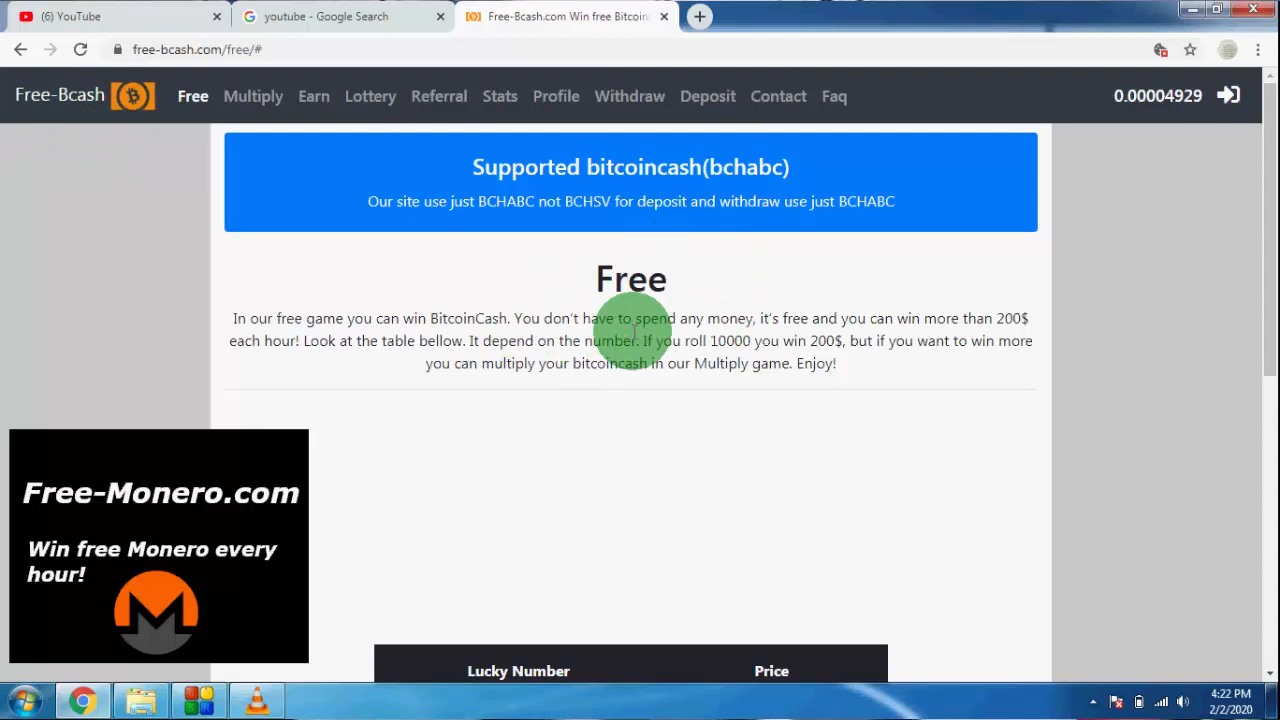 (6) YouTube
youtube - Google Search
Free-Bcash.com Win free Bitcoin
free-bcash.com/free/#
Free-Bcash
Free Multiply Earn Lottery Referral Stats Profile Withdraw Deposit Contact Faq
0.00004929
Supported bitcoincash(bchabc)
Our site use just BCHABC not BCHSV for deposit and withdraw use just BCHABC
Free
In our free game you can win BitcoinCash. You don't have to spend any money, it's free and you can win more than 200$
each hour! Look at the table bellow. It depend on the number. If you roll 10000 you win 200$, but if you want to win more
you can multiply your bitcoincash in our Multiply game. Enjoy!
Free-Monero.com
Win free Monero every
hour!
Lucky Number Price
4:22 PM
2/2/2020